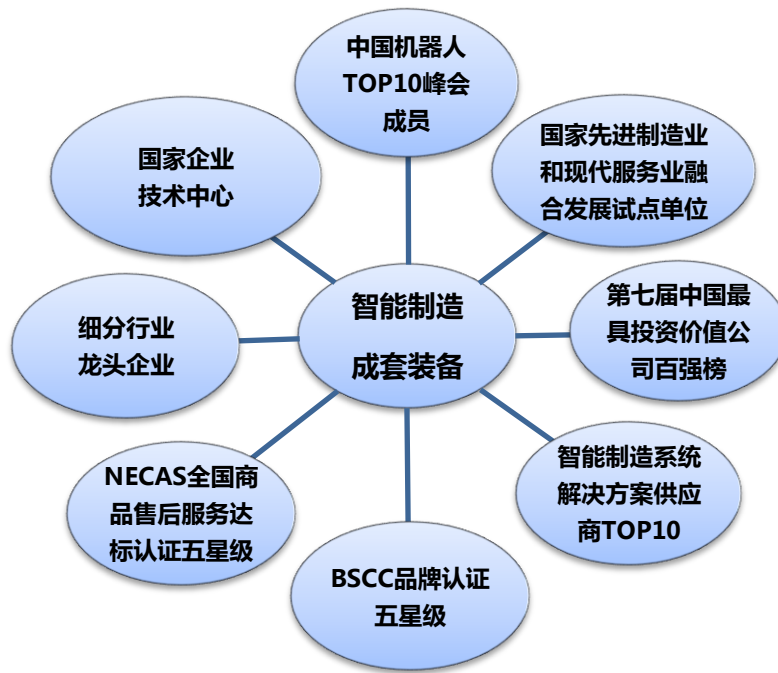 中国机器人
TOP10峰会
成员
国家企业
技术中心
国家先进制造业
和现代服务业融
合发展试点单位
细分行业
龙头企业
智能制造
成套装备
第七届中国最
具投资价值公
司百强榜
NECAS全国商
品售后服务达
标认证五星级
智能制造系统
解决方案供应
商TOP10
BSCC品牌认证
五星级